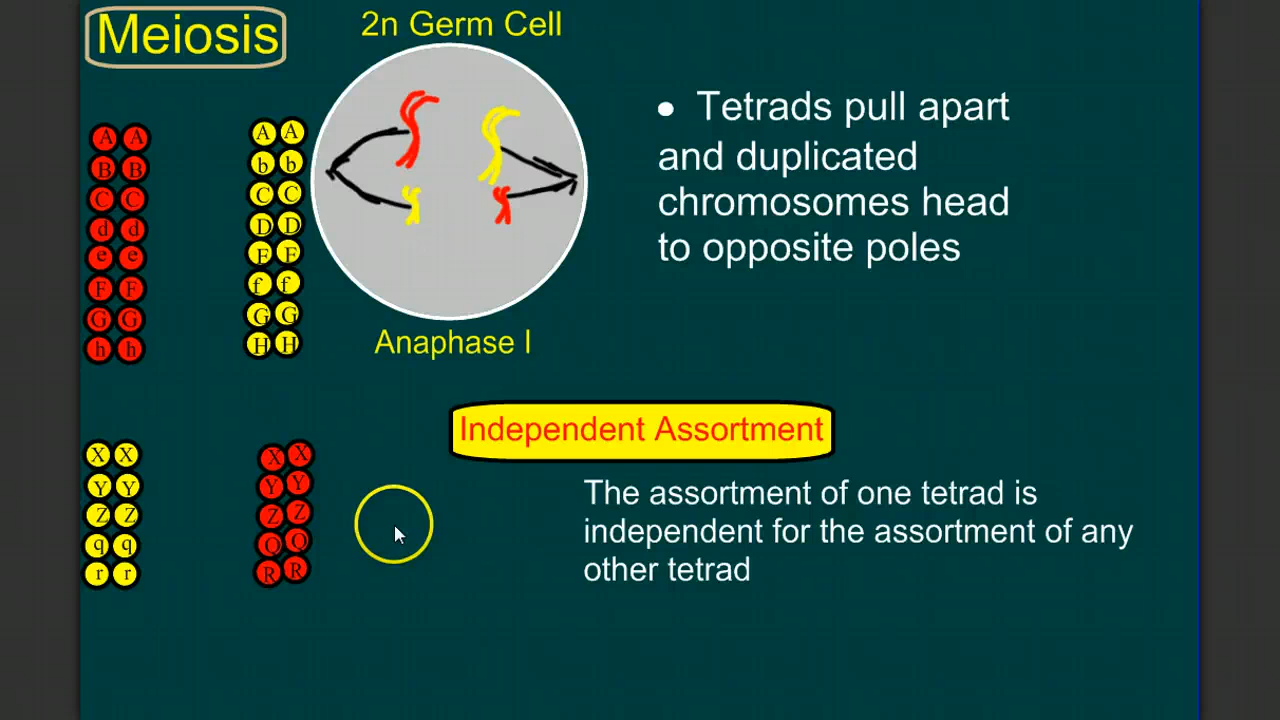 Meiosis
2n Germ Cell
A A
B B
C C
d d
e e
F F
G G
h h
A A
b b
C C
D D
F F
f f
G G
H H
Anaphase I
• Tetrads pull apart
and duplicated
chromosomes head
to opposite poles
Independent Assortment
X X
Y Y
Z Z
q q
r r
X X
Y Y
Z Z
Q Q
R R
The assortment of one tetrad is
independent for the assortment of any
other tetrad